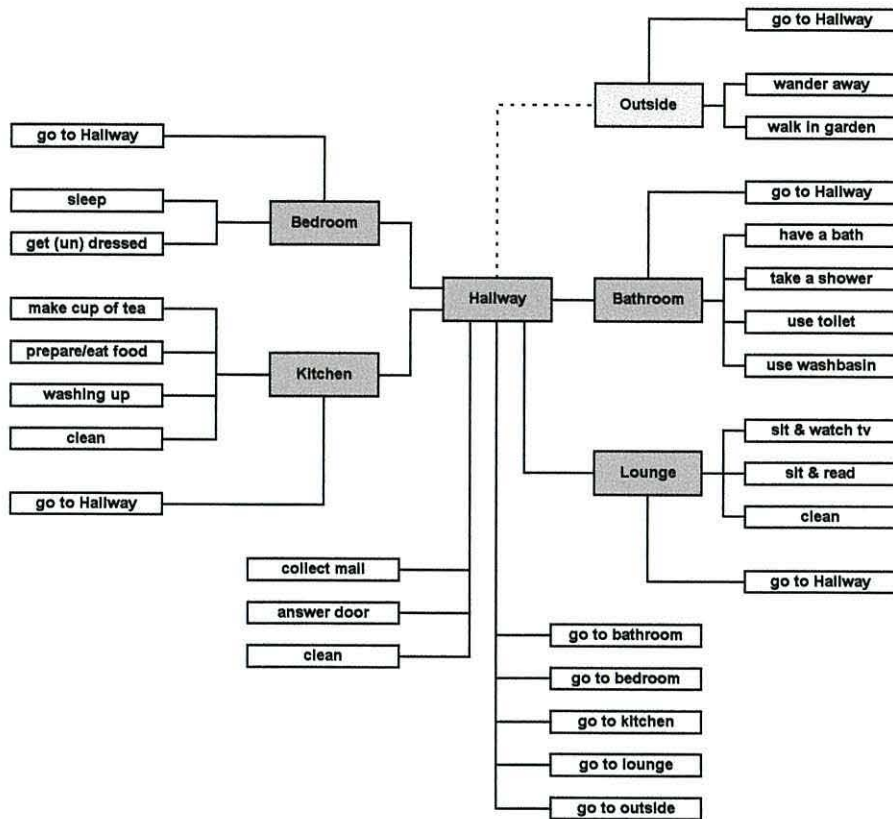 go to Hallway
Outside
wander away
walk in garden
go to Hallway
sleep
Bedroom
get (un) dressed
go to Hallway
have a bath
Hallway
Bathroom
take a shower
use toilet
use washbasin
make cup of tea
prepare/eat food
Kitchen
washing up
clean
go to Hallway
sit & watch tv
Lounge
sit & read
clean
go to Hallway
collect mail
answer door
clean
go to bathroom
go to bedroom
go to kitchen
go to lounge
go to outside